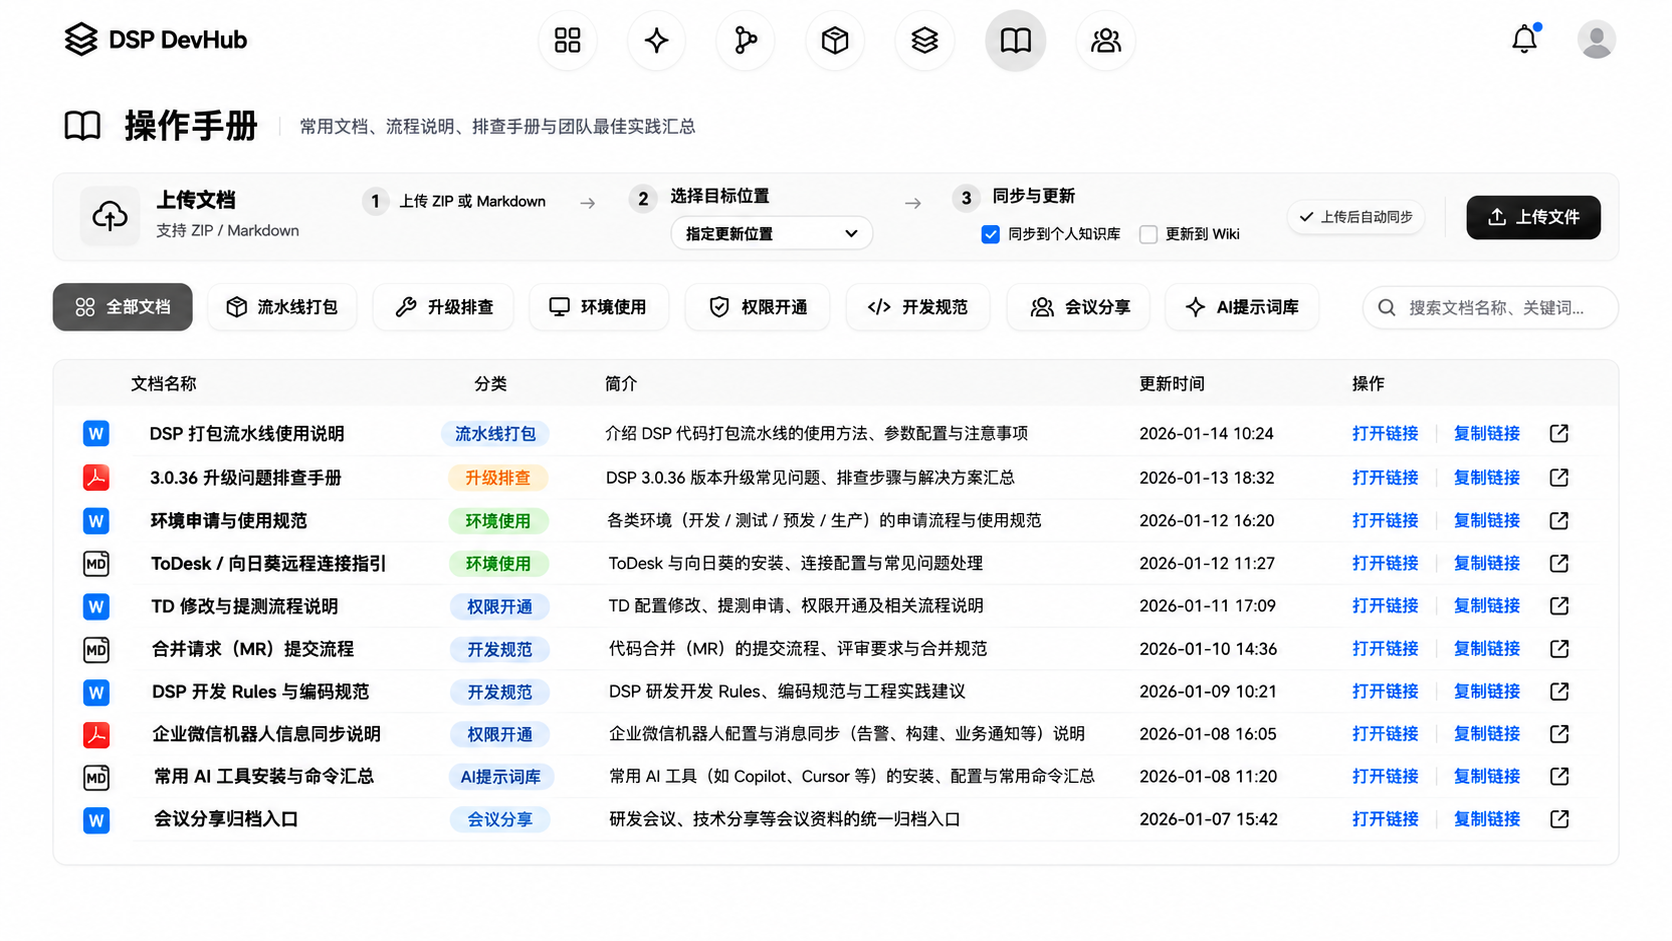 DSP DevHub
操作手册 常用文档、流程说明、排查手册与团队最佳实践汇总
上传文档
支持 ZIP / Markdown
1 上传 ZIP 或 Markdown →
2 选择目标位置 →
指定更新位置
3 同步与更新
同步到个人知识库 更新到 Wiki
上传后自动同步
上传文件
全部文档 流水线打包 升级排查 环境使用 权限开通 </> 开发规范 会议分享 AI提示词库 搜索文档名称、关键词...
文档名称 分类 简介 更新时间 操作
W DSP 打包流水线使用说明 流水线打包 介绍 DSP 代码打包流水线的使用方法、参数配置与注意事项 2026-01-14 10:24 打开链接 复制链接
3.0.36 升级问题排查手册 升级排查 DSP 3.0.36 版本升级常见问题、排查步骤与解决方案汇总 2026-01-13 18:32 打开链接 复制链接
W 环境申请与使用规范 环境使用 各类环境（开发 / 测试 / 预发 / 生产）的申请流程与使用规范 2026-01-12 16:20 打开链接 复制链接
MD ToDesk / 向日葵远程连接指引 环境使用 ToDesk 与向日葵的安装、连接配置与常见问题处理 2026-01-12 11:27 打开链接 复制链接
W TD 修改与提测流程说明 权限开通 TD 配置修改、提测申请、权限开通及相关流程说明 2026-01-11 17:09 打开链接 复制链接
MD 合并请求（MR）提交流程 开发规范 代码合并（MR）的提交流程、评审要求与合并规范 2026-01-10 14:36 打开链接 复制链接
W DSP 开发 Rules 与编码规范 开发规范 DSP 研发开发 Rules、编码规范与工程实践建议 2026-01-09 10:21 打开链接 复制链接
企业微信机器人信息同步说明 权限开通 企业微信机器人配置与消息同步（告警、构建、业务通知等）说明 2026-01-08 16:05 打开链接 复制链接
MD 常用 AI 工具安装与命令汇总 AI提示词库 常用 AI 工具（如 Copilot、Cursor 等）的安装、配置与常用命令汇总 2026-01-08 11:20 打开链接 复制链接
W 会议分享归档入口 会议分享 研发会议、技术分享等会议资料的统一归档入口 2026-01-07 15:42 打开链接 复制链接